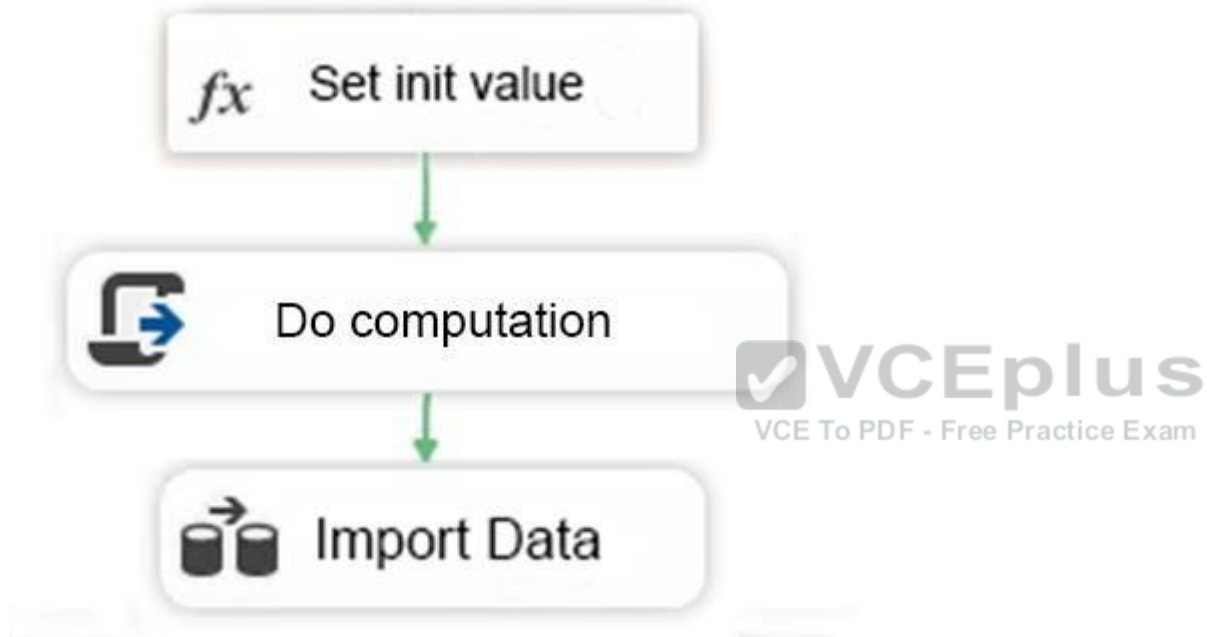 fx Set init value
Do computation
VCEplus
VCE To PDF - Free Practice Exam
Import Data